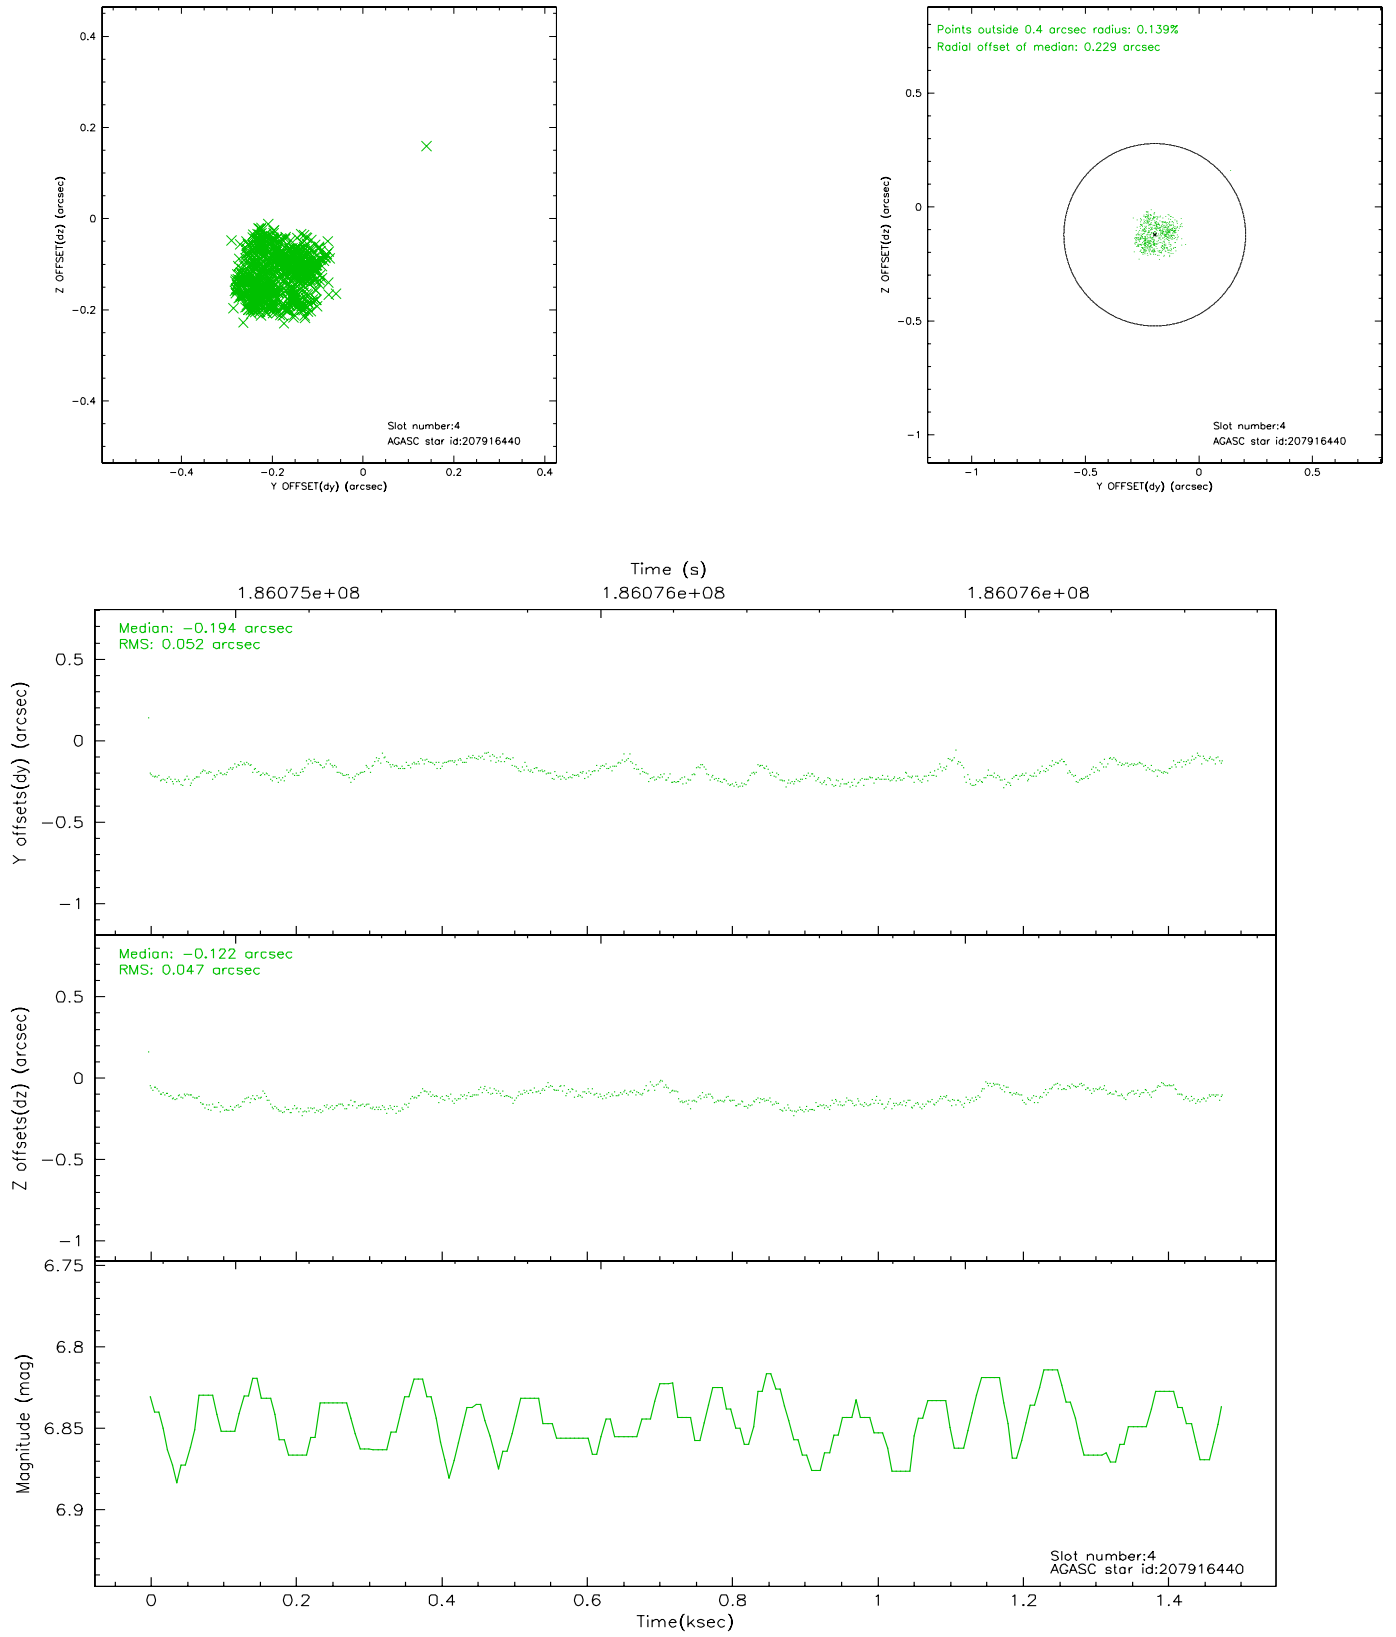 0.4
0.2
0
−0.2
−0.4
Z OFFSET(dz) (arcsec)
Slot number:4
AGASC star id:207916440
−0.4 −0.2 0 0.2 0.4
Y OFFSET(dy) (arcsec)
Points outside 0.4 arcsec radius: 0.139%
Radial offset of median: 0.229 arcsec
0.5
0
−0.5
−1
Z OFFSET(dz) (arcsec)
Slot number:4
AGASC star id:207916440
−1 −0.5 0 0.5
Y OFFSET(dy) (arcsec)
Time (s)
1.86075e+08 1.86076e+08 1.86076e+08
Median: −0.194 arcsec
RMS: 0.052 arcsec
0.5
0
−0.5
−1
Y offsets(dy) (arcsec)
Median: −0.122 arcsec
RMS: 0.047 arcsec
0.5
0
−0.5
−1
Z offsets(dz) (arcsec)
6.75
6.8
6.85
6.9
Magnitude (mag)
Slot number:4
AGASC star id:207916440
0 0.2 0.4 0.6 0.8 1 1.2 1.4
Time(ksec)